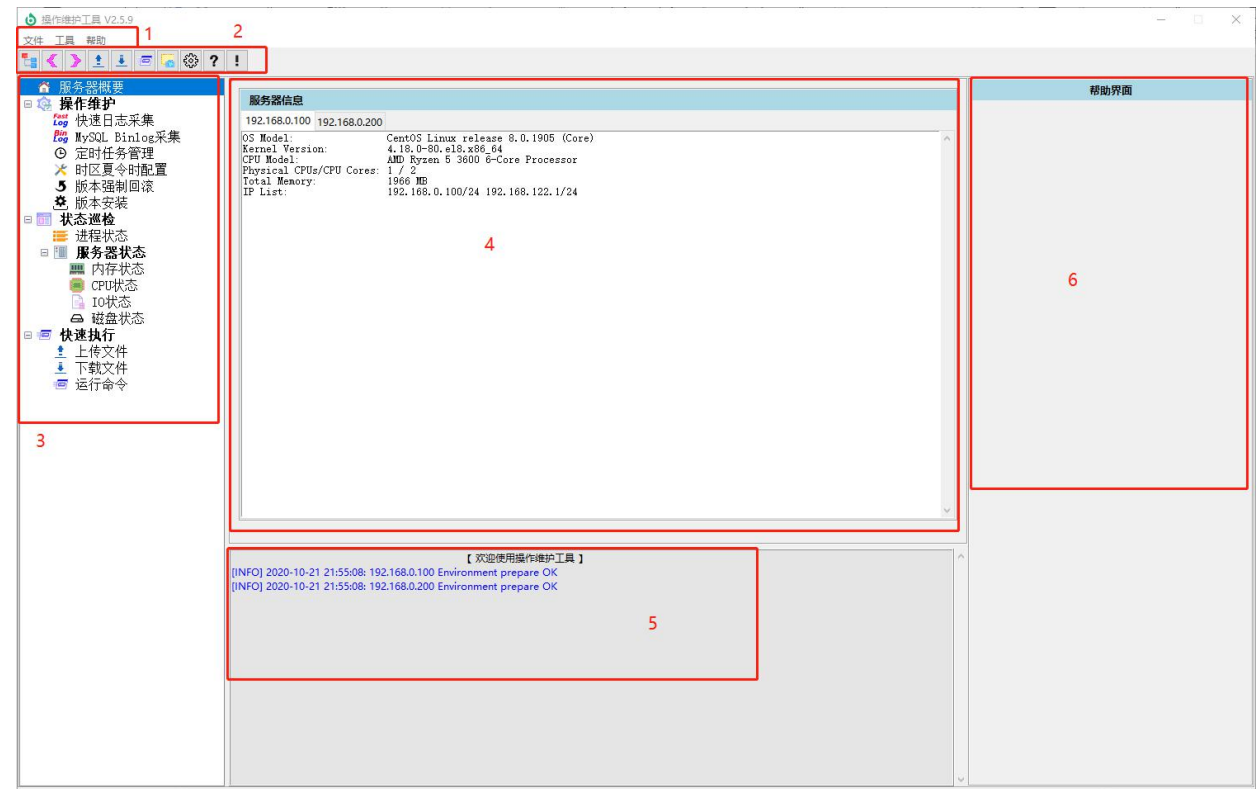 操作维护工具 V2.5.9
文件 工具 帮助
1
2
? !
服务器概要
操作维护
Fast Log 快速日志采集
Bin Log MySQL Binlog采集
定时任务管理
时区夏令时配置
版本强制回滚
版本安装
状态巡检
进程状态
服务器状态
内存状态
CPU状态
IO状态
磁盘状态
快速执行
上传文件
下载文件
运行命令
3
服务器信息
192.168.0.100 192.168.0.200
OS Model: CentOS Linux release 8.0.1905 (Core)
Kernel Version: 4.18.0-80.el8.x86_64
CPU Model: AMD Ryzen 5 3600 6-Core Processor
Physical CPUs/CPU Cores: 1 / 2
Total Memory: 1966 MB
IP List: 192.168.0.100/24 192.168.122.1/24
4
【 欢迎使用操作维护工具 】
[INFO] 2020-10-21 21:55:08: 192.168.0.100 Environment prepare OK
[INFO] 2020-10-21 21:55:08: 192.168.0.200 Environment prepare OK
5
帮助界面
6